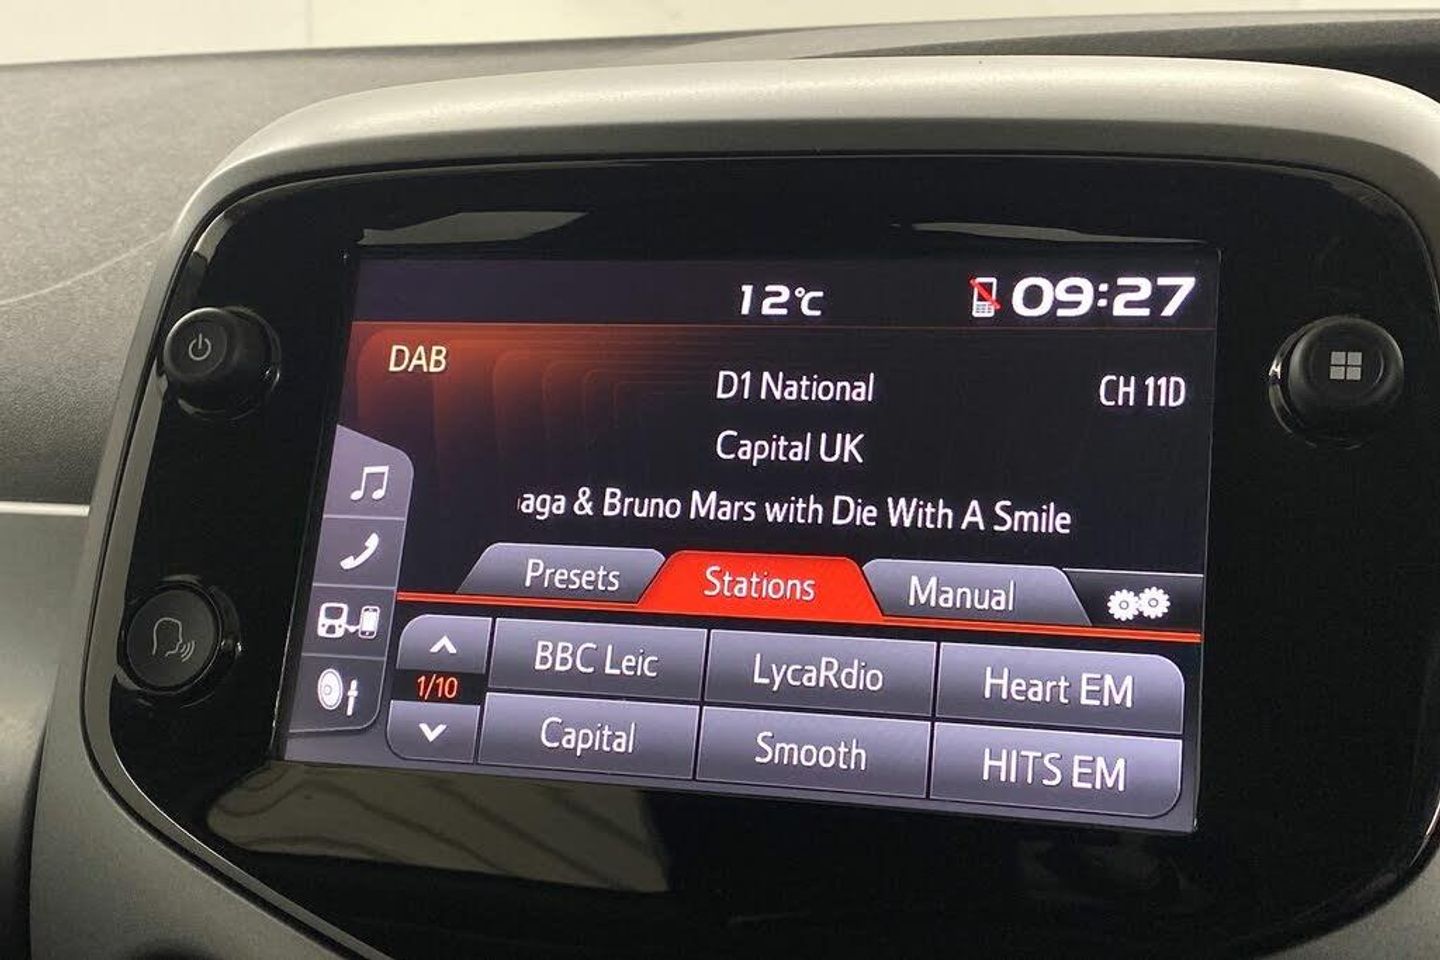 12°C 09:27
DAB
D1 National CH 11D
Capital UK
aga & Bruno Mars with Die With A Smile
Presets Stations Manual
BBC Leic LycaRdio Heart EM
1/10
Capital Smooth HITS EM